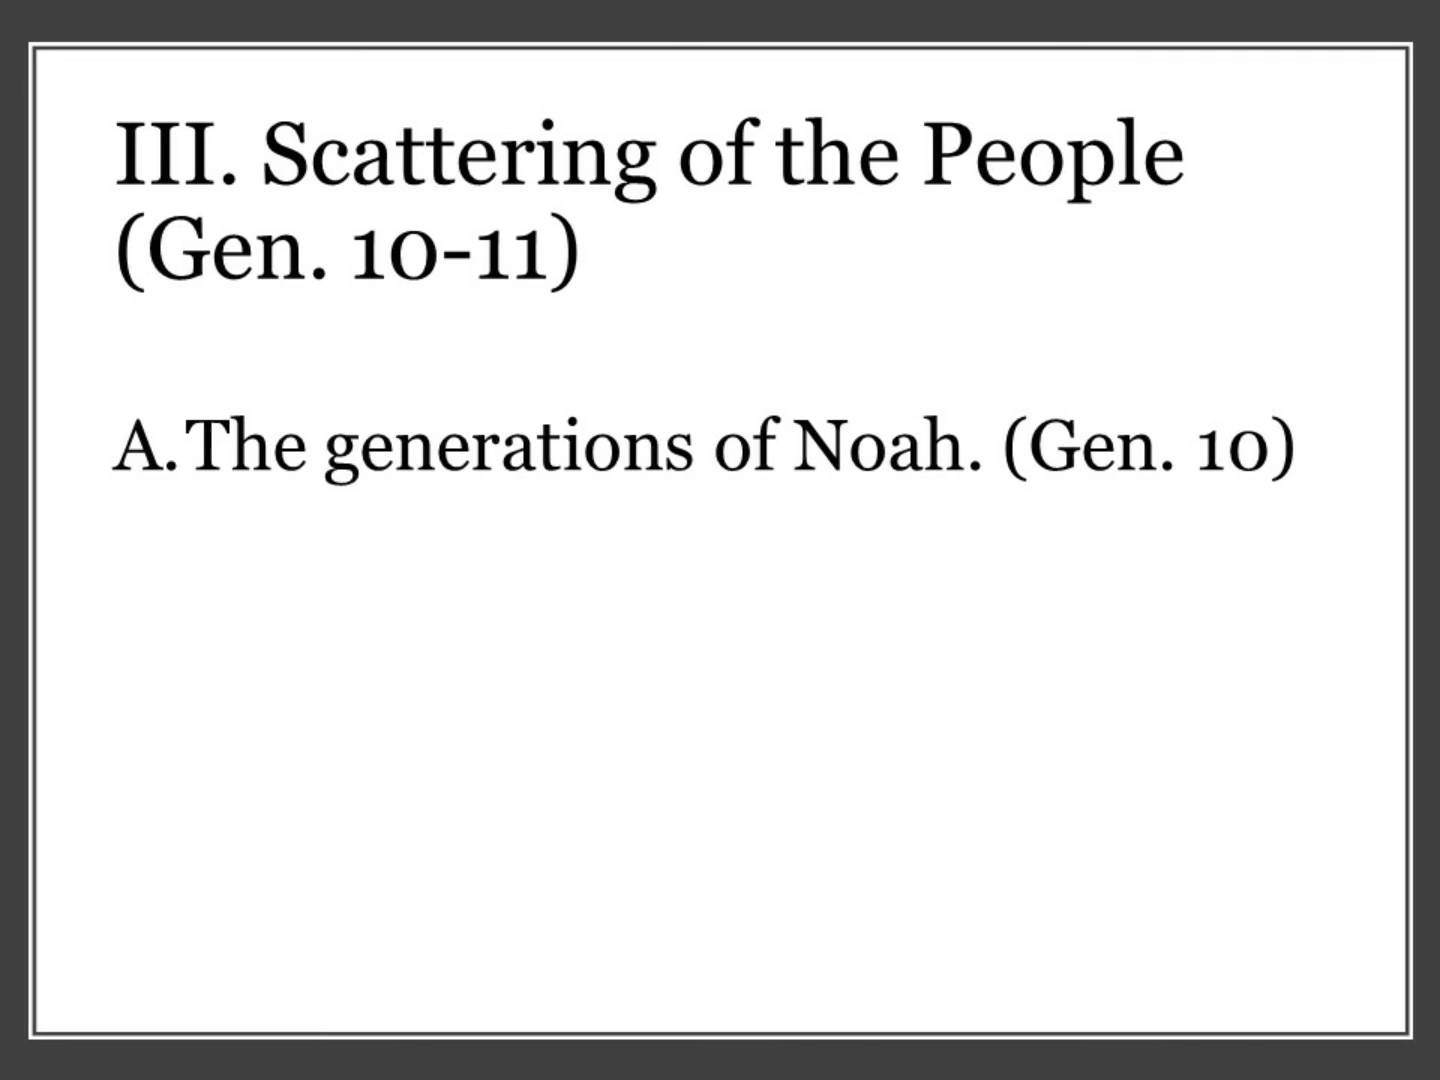 III. Scattering of the People
(Gen. 10-11)
A.The generations of Noah. (Gen. 10)